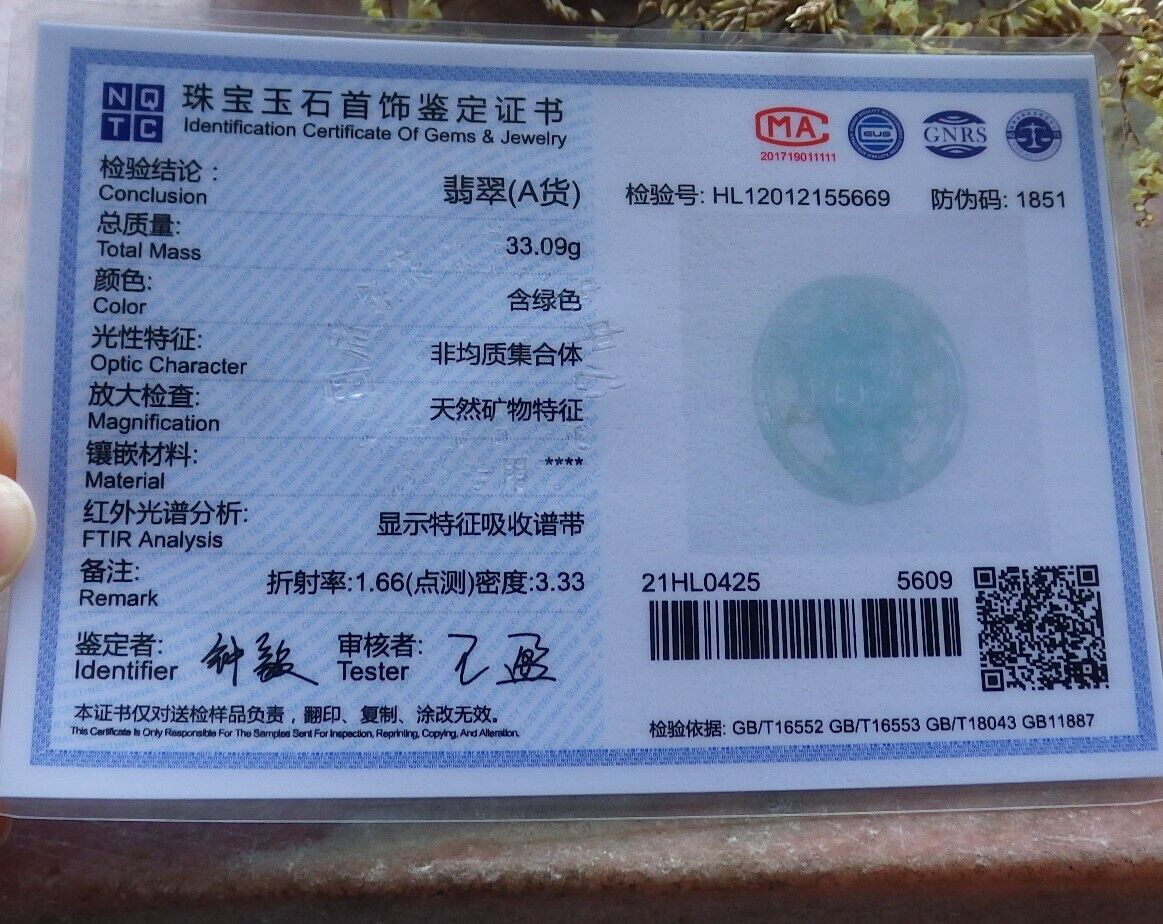 NQ
TC
珠宝玉石首饰鉴定证书
Identification Certificate Of Gems & Jewelry
检验结论：
Conclusion
翡翠(A货)
总质量:
Total Mass
33.09g
颜色:
Color
含绿色
光性特征:
Optic Character
非均质集合体
放大检查:
Magnification
天然矿物特征
镶嵌材料:
Material
****
红外光谱分析:
FTIR Analysis
显示特征吸收谱带
备注:
Remark
折射率:1.66(点测)密度:3.33
鉴定者:
Identifier
审核者:
Tester
本证书仅对送检样品负责，翻印、复制、涂改无效。
This Certificate Is Only Responsible For The Samples Sent For Inspection, Reprinting, Copying, And Alteration.
MA
201719011111
GUG
GNRS
检验号: HL12012155669
防伪码: 1851
21HL0425
5609
检验依据: GB/T16552 GB/T16553 GB/T18043 GB11887